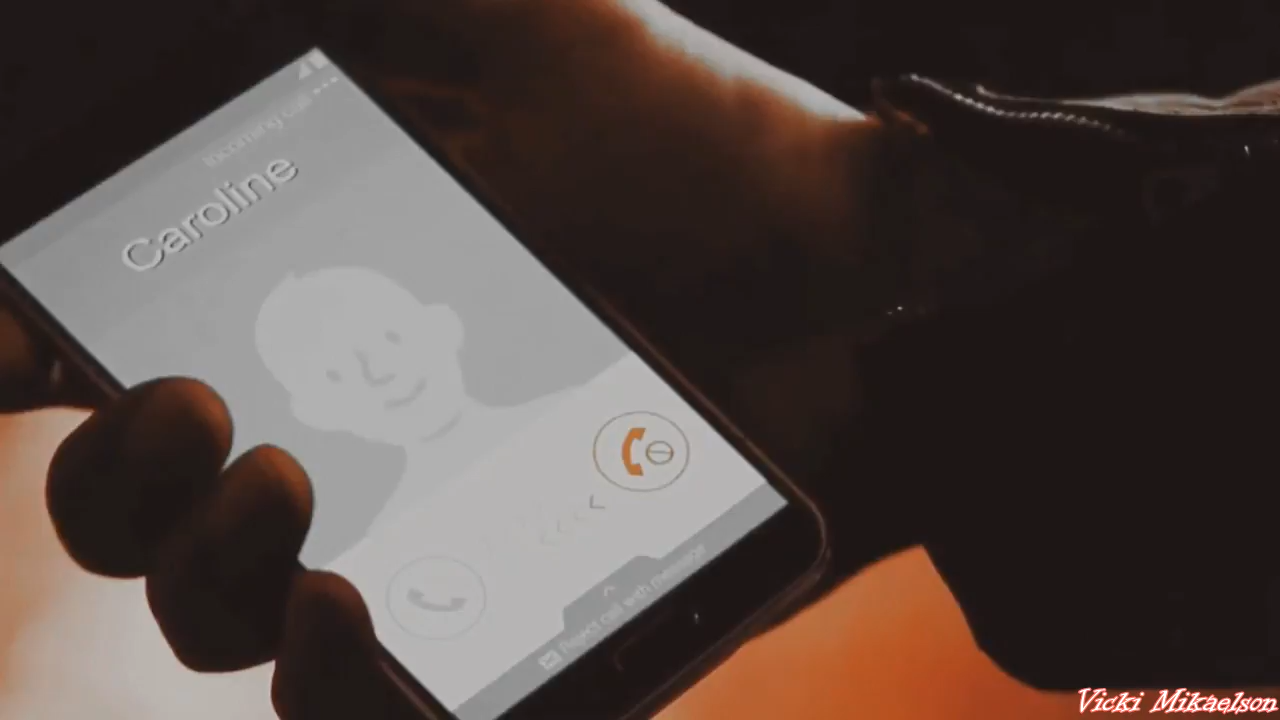 Incoming call
Caroline
Reject call with message
Vicki Mikaelson